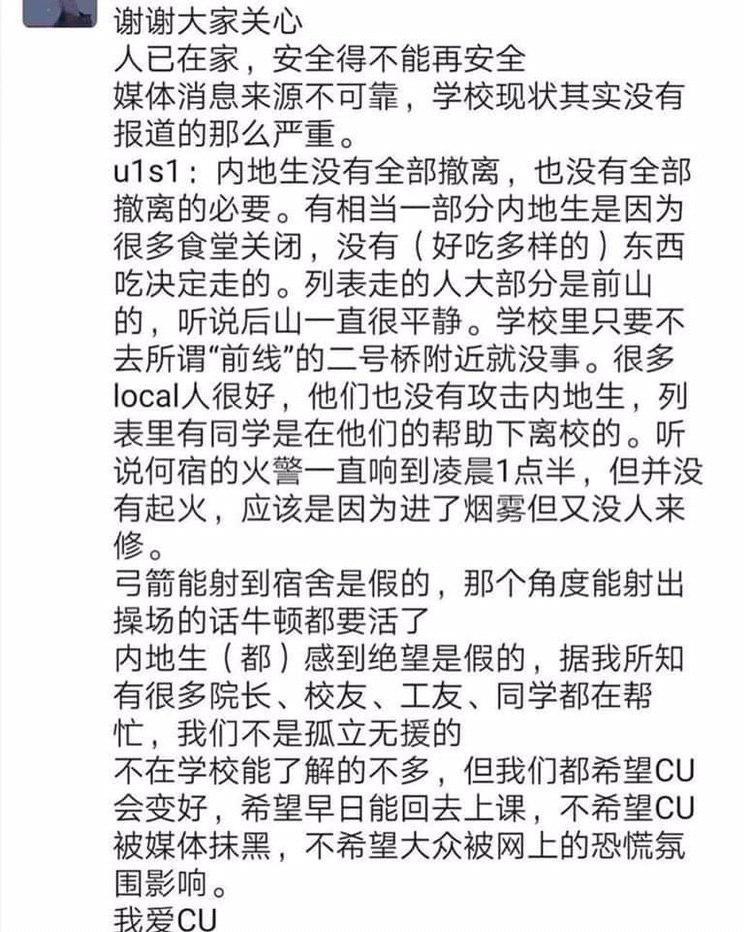 谢谢大家关心
人已在家，安全得不能再安全
媒体消息来源不可靠，学校现状其实没有
报道的那么严重。
u1s1：内地生没有全部撤离，也没有全部
撤离的必要。有相当一部分内地生是因为
很多食堂关闭，没有（好吃多样的）东西
吃决定走的。列表走的人大部分是前山
的，听说后山一直很平静。学校里只要不
去所谓“前线”的二号桥附近就没事。很多
local人很好，他们也没有攻击内地生，列
表里有同学是在他们的帮助下离校的。听
说何宿的火警一直响到凌晨1点半，但并没
有起火，应该是因为进了烟雾但又没人来
修。
弓箭能射到宿舍是假的，那个角度能射出
操场的话牛顿都要活了
内地生（都）感到绝望是假的，据我所知
有很多院长、校友、工友、同学都在帮
忙，我们不是孤立无援的
不在学校能了解的不多，但我们都希望CU
会变好，希望早日能回去上课，不希望CU
被媒体抹黑，不希望大众被网上的恐慌氛
围影响。
我爱CU